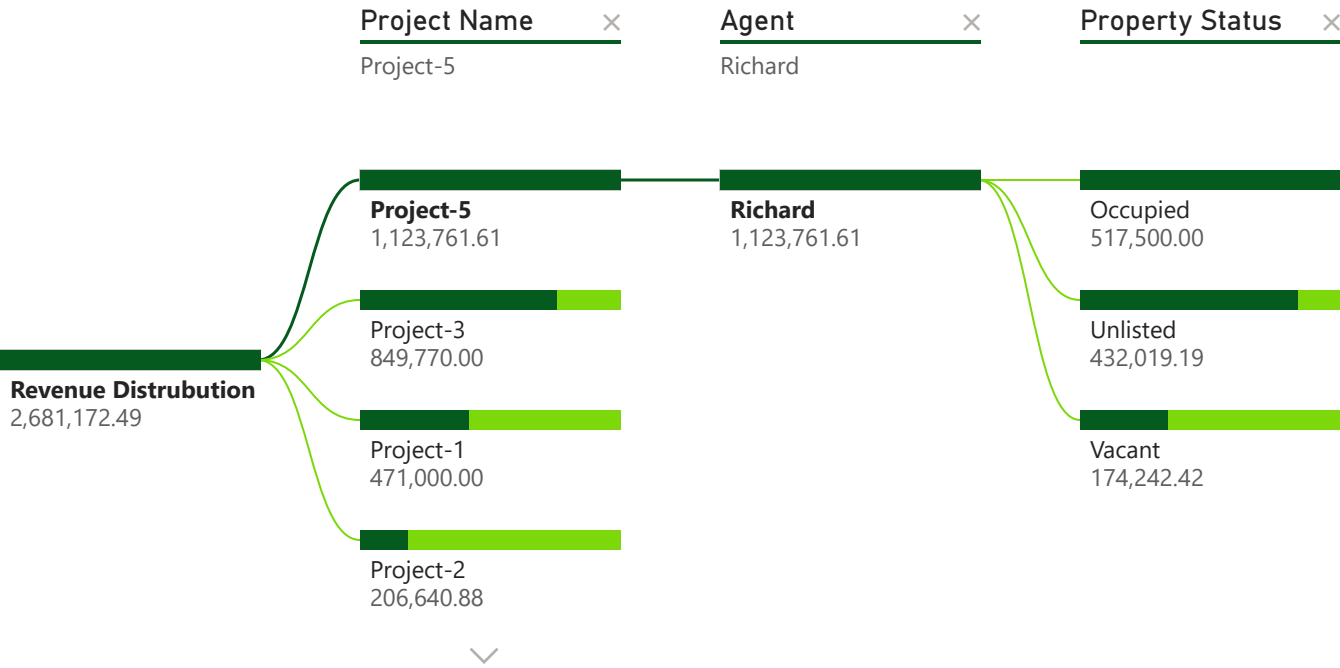 Project Name
Project-5
Agent
Richard
Property Status
Revenue Distrubution
2,681,172.49
Project-5
1,123,761.61
Project-3
849,770.00
Project-1
471,000.00
Project-2
206,640.88
Richard
1,123,761.61
Occupied
517,500.00
Unlisted
432,019.19
Vacant
174,242.42